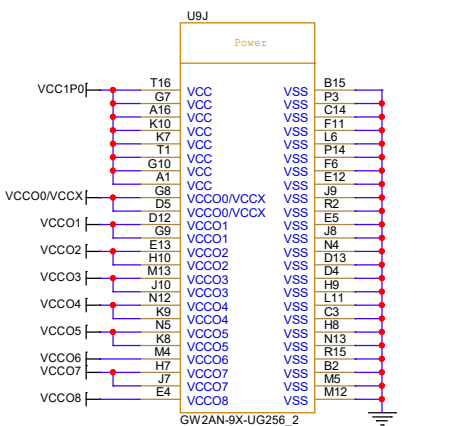 U9J
Power
VCC1P0 T16 VCC VSS B15
G7 VCC VSS P3
A16 VCC VSS C14
K10 VCC VSS F11
K7 VCC VSS L6
T1 VCC VSS P14
G10 VCC VSS F6
A1 VCC VSS E12
VCCO0/VCCX G8 VCCO0/VCCX VSS J9
D5 VCCO0/VCCX VSS R2
VCCO1 D12 VCCO1 VSS E5
G9 VCCO1 VSS J8
VCCO2 E13 VCCO2 VSS N4
H10 VCCO2 VSS D13
VCCO3 M13 VCCO3 VSS D4
J10 VCCO3 VSS H9
VCCO4 N12 VCCO4 VSS L11
K9 VCCO4 VSS C3
VCCO5 N5 VCCO5 VSS H8
K8 VCCO5 VSS N13
VCCO6 M4 VCCO6 VSS R15
VCCO7 H7 VCCO7 VSS B2
J7 VCCO7 VSS M5
VCCO8 E4 VCCO8 VSS M12
GW2AN-9X-UG256_2